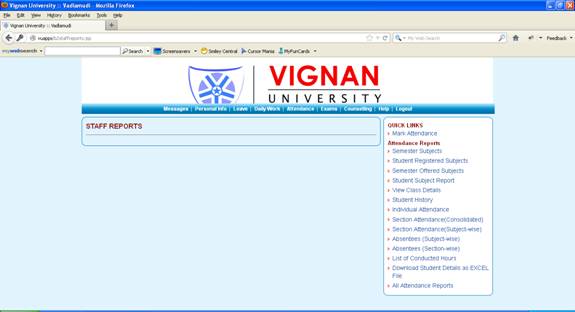 Vignan University :: Vadlamudi - Mozilla Firefox
File Edit View History Bookmarks Tools Help
Vignan University :: Vadlamudi
Search Screensavers Smiley Central Cursor Mania MyFunCards
My Web Search
Feedback
VIGNAN
UNIVERSITY
Messages | Personal Info | Leave | Daily Work | Attendance | Exams | Counselling | Help | Logout
STAFF REPORTS
QUICK LINKS
Mark Attendance
Attendance Reports
Semester Subjects
Student Registered Subjects
Semester Offered Subjects
Student Subject Report
View Class Details
Student History
Individual Attendance
Section Attendance(Consolidated)
Section Attendance(Subject-wise)
Absentees (Subject-wise)
Absentees (Section-wise)
List of Conducted Hours
Download Student Details as EXCEL
File
All Attendance Reports